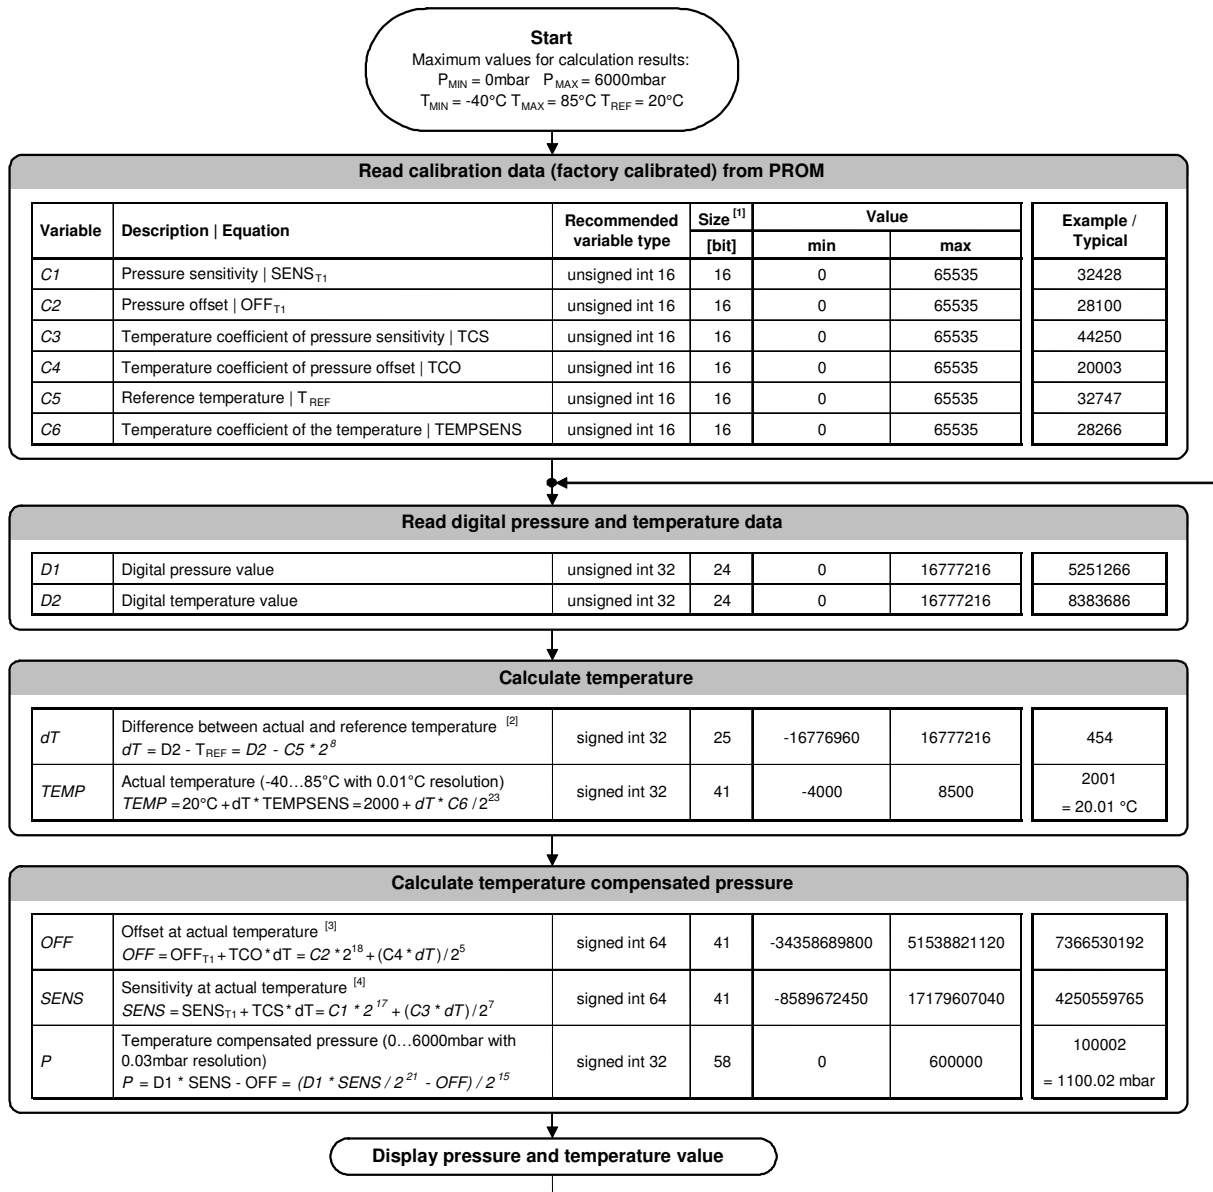 Start
Maximum values for calculation results:
P_MIN = 0mbar P_MAX = 6000mbar
T_MIN = -40°C T_MAX = 85°C T_REF = 20°C
Read calibration data (factory calibrated) from PROM
Variable | Description | Equation | Recommended variable type | Size [1] [bit] | Value min | max | Example / Typical
C1 Pressure sensitivity | SENS_T1 unsigned int 16 16 0 65535 32428
C2 Pressure offset | OFF_T1 unsigned int 16 16 0 65535 28100
C3 Temperature coefficient of pressure sensitivity | TCS unsigned int 16 16 0 65535 44250
C4 Temperature coefficient of pressure offset | TCO unsigned int 16 16 0 65535 20003
C5 Reference temperature | T_REF unsigned int 16 16 0 65535 32747
C6 Temperature coefficient of the temperature | TEMPSENS unsigned int 16 16 0 65535 28266
Read digital pressure and temperature data
D1 Digital pressure value unsigned int 32 24 0 16777216 5251266
D2 Digital temperature value unsigned int 32 24 0 16777216 8383686
Calculate temperature
dT Difference between actual and reference temperature [2]
dT = D2 - T_REF = D2 - C5 * 2^8 signed int 32 25 -16776960 16777216 454
TEMP Actual temperature (-40…85°C with 0.01°C resolution)
TEMP = 20°C + dT * TEMPSENS = 2000 + dT * C6 / 2^23 signed int 32 41 -4000 8500 2001
= 20.01 °C
Calculate temperature compensated pressure
OFF Offset at actual temperature [3]
OFF = OFF_T1 + TCO * dT = C2 * 2^18 + (C4 * dT) / 2^5 signed int 64 41 -34358689800 51538821120 7366530192
SENS Sensitivity at actual temperature [4]
SENS = SENS_T1 + TCS * dT = C1 * 2^17 + (C3 * dT) / 2^7 signed int 64 41 -8589672450 17179607040 4250559765
P Temperature compensated pressure (0…6000mbar with
0.03mbar resolution)
P = D1 * SENS - OFF = (D1 * SENS / 2^21 - OFF) / 2^15 signed int 32 58 0 600000 100002
= 1100.02 mbar
Display pressure and temperature value